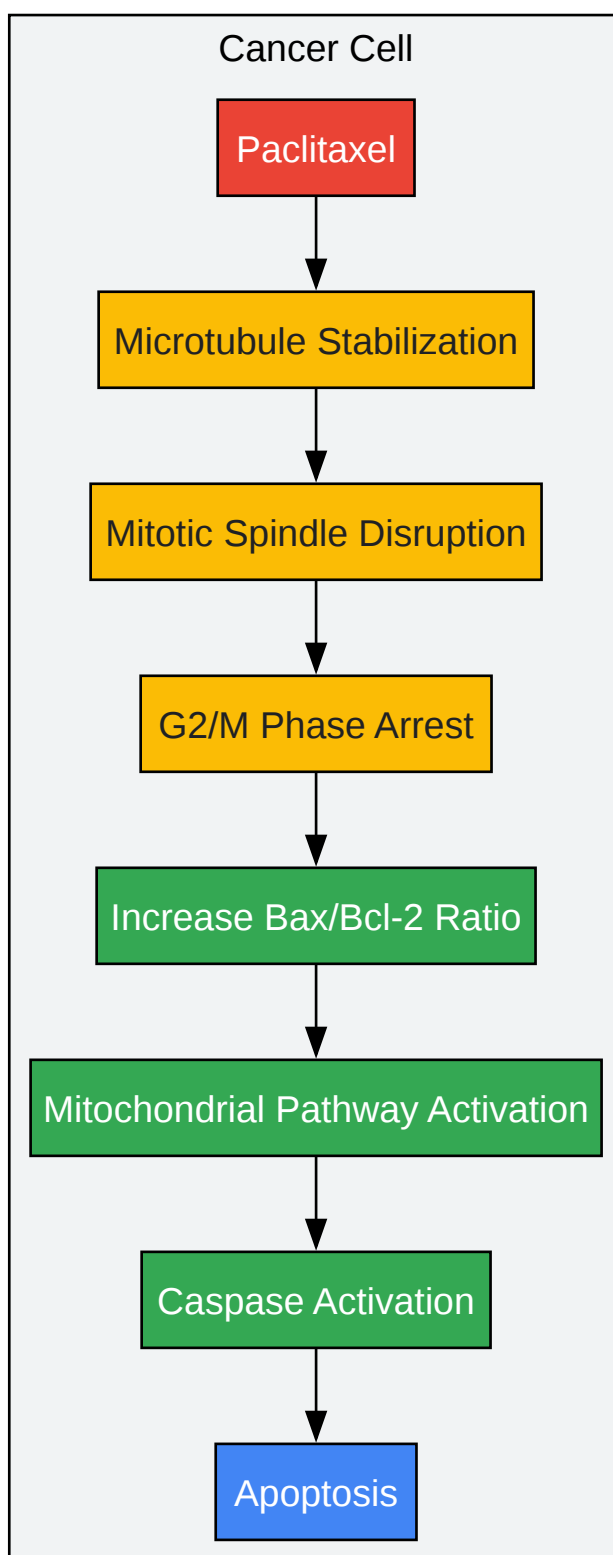 Cancer Cell
Paclitaxel
Microtubule Stabilization
Mitotic Spindle Disruption
G2/M Phase Arrest
Increase Bax/Bcl-2 Ratio
Mitochondrial Pathway Activation
Caspase Activation
Apoptosis